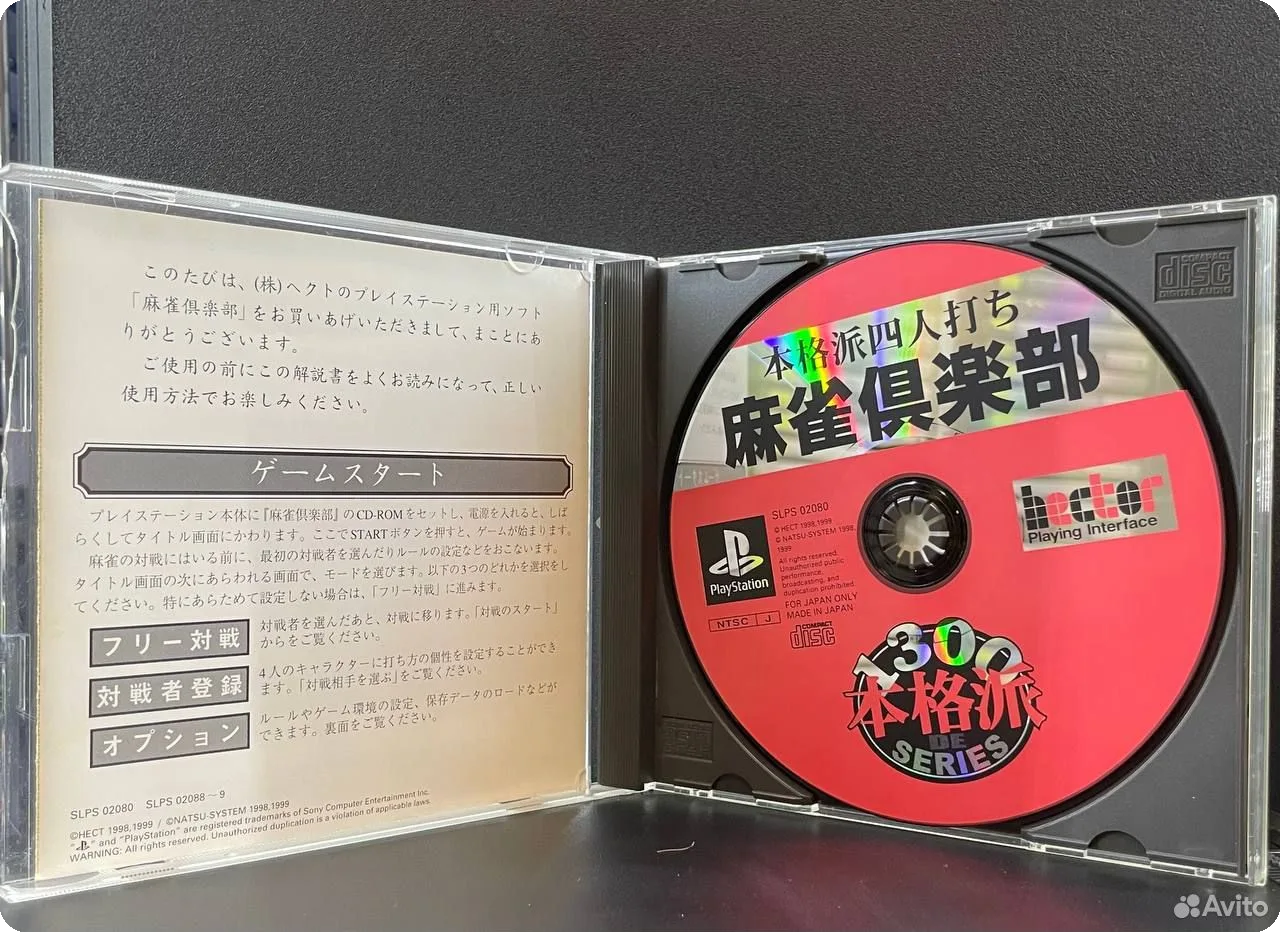 このたびは、(株)ヘクトのプレイステーション用ソフト
「麻雀倶楽部」をお買いあげいただきまして、まことにあ
りがとうございます。
ご使用の前にこの解説書をよくお読みになって、正しい
使用方法でお楽しみください。
ゲームスタート
プレイステーション本体に『麻雀倶楽部』のCD-ROMをセットし、電源を入れると、しば
らくしてタイトル画面にかわります。ここでSTARTボタンを押すと、ゲームが始まります。
麻雀の対戦にはいる前に、最初の対戦者を選んだりルールの設定などをおこないます。
タイトル画面の次にあらわれる画面で、モードを選びます。以下の3つのどれかを選択をし
てください。特にあらためて設定しない場合は、「フリー対戦」に進みます。
フリー対戦
対戦者を選んだあと、対戦に移ります。「対戦のスタート」
からをご覧ください。
対戦者登録
4人のキャラクターに打ち方の個性を設定することができ
ます。「対戦相手を選ぶ」をご覧ください。
オプション
ルールやゲーム環境の設定、保存データのロードなどが
できます。裏面をご覧ください。
SLPS 02080 SLPS 02088～9
©HECT 1998,1999 / ©NATSU-SYSTEM 1998,1999
" " and "PlayStation" are registered trademarks of Sony Computer Entertainment Inc.
WARNING: All rights reserved. Unauthorized duplication is a violation of applicable laws.
COMPACT
disc
DIGITAL AUDIO
本格派四人打ち
麻雀倶楽部
hector
Playing Interface
PlayStation
SLPS 02080
© HECT 1998,1999
© NATSU-SYSTEM 1998,
1999
All rights reserved.
Unauthorized public
performance,
broadcasting, and
duplication prohibited.
FOR JAPAN ONLY
MADE IN JAPAN
NTSC J
COMPACT
disc
1300
本格派
DE
SERIES
Avito